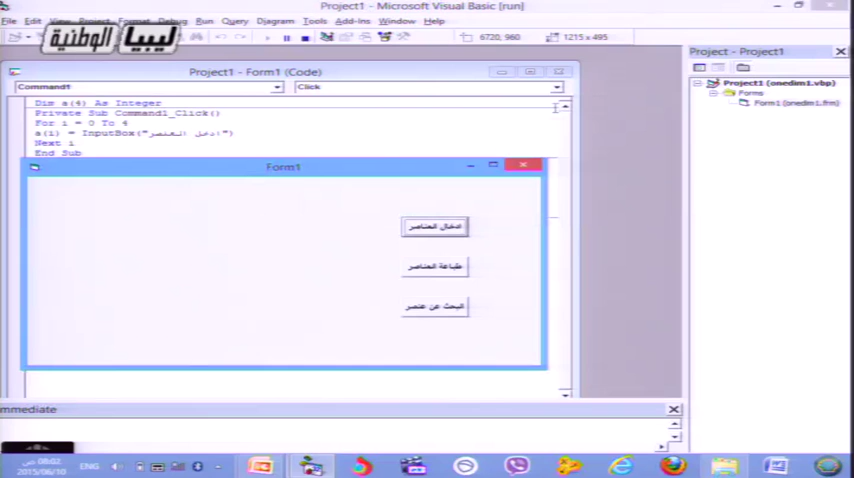 Project1 - Microsoft Visual Basic [run]
File Edit View Project Format Debug Run Query Diagram Tools Add-Ins Window Help
ليبيا الوطنية
6720, 960
1215 x 495
Project - Project1
Project1 - Form1 (Code)
Command1
Click
Project1 (onedim1.vbp)
Forms
Form1 (onedim1.frm)
Dim a(4) As Integer
Private Sub Command1_Click()
For i = 0 To 4
a(i) = InputBox("ادخل العنصر")
Next i
End Sub
Form1
ادخال العناصر
طباعة العناصر
البحث عن عنصر
mmediate
ENG
06:02 ص
2015/06/10